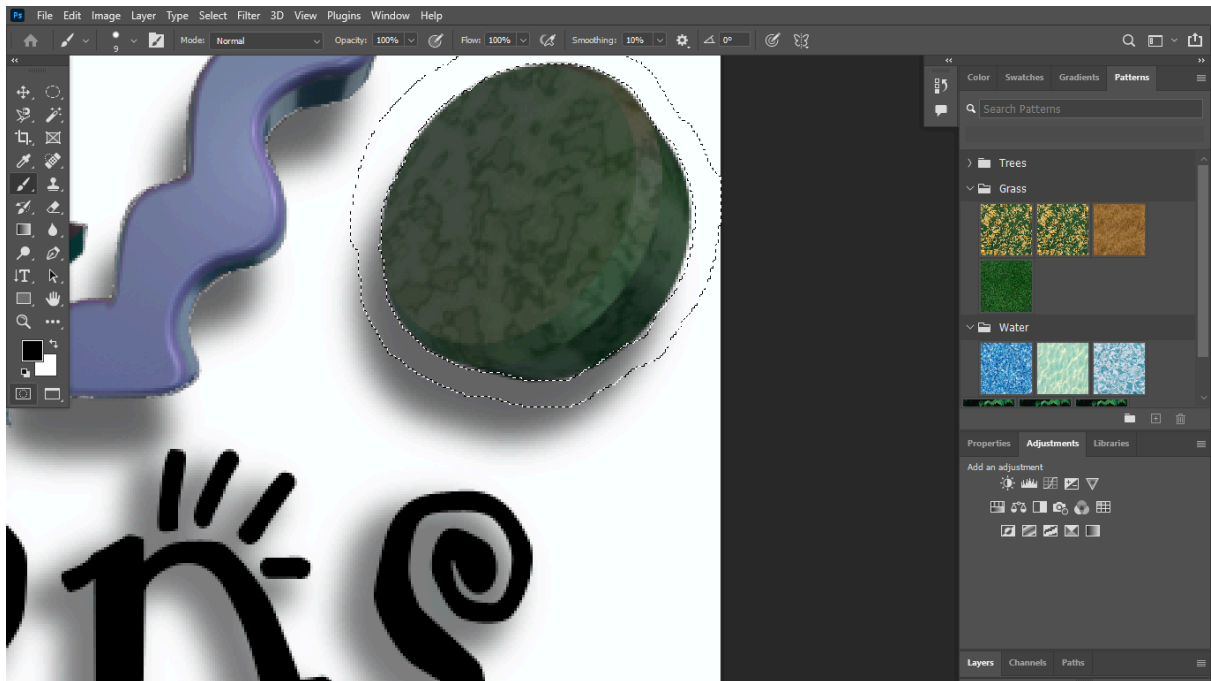 Ps File Edit Image Layer Type Select Filter 3D View Plugins Window Help
9 Mode: Normal Opacity: 100% Flow: 100% Smoothing: 10% 0°
Color Swatches Gradients Patterns
Search Patterns
Trees
Grass
Water
T
Properties Adjustments Libraries
Add an adjustment
ns
Layers Channels Paths